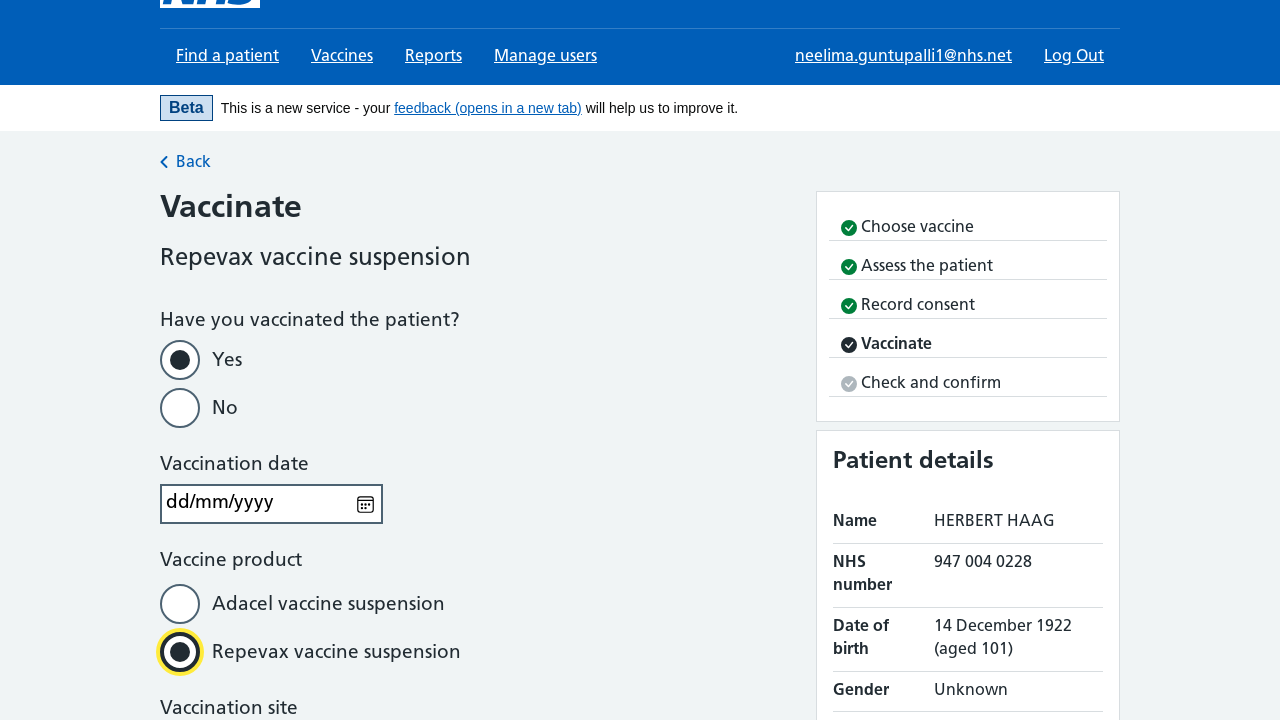 NHS
Find a patient Vaccines Reports Manage users neelima.guntupalli1@nhs.net Log Out
Beta This is a new service - your feedback (opens in a new tab) will help us to improve it.
Back
Vaccinate
Repevax vaccine suspension
Have you vaccinated the patient?
Yes
No
Vaccination date
dd/mm/yyyy
Vaccine product
Adacel vaccine suspension
Repevax vaccine suspension
Vaccination site
Choose vaccine
Assess the patient
Record consent
Vaccinate
Check and confirm
Patient details
Name HERBERT HAAG
NHS 947 004 0228
number
Date of 14 December 1922
birth (aged 101)
Gender Unknown